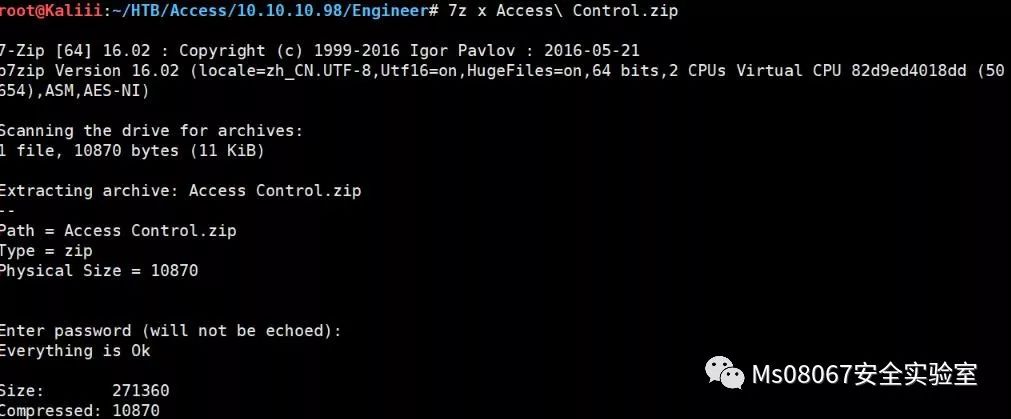 root@Kaliii:~/HTB/Access/10.10.10.98/Engineer# 7z x Access\ Control.zip
7-Zip [64] 16.02 : Copyright (c) 1999-2016 Igor Pavlov : 2016-05-21
p7zip Version 16.02 (locale=zh_CN.UTF-8,Utf16=on,HugeFiles=on,64 bits,2 CPUs Virtual CPU 82d9ed4018dd (50
654),ASM,AES-NI)
Scanning the drive for archives:
1 file, 10870 bytes (11 KiB)
Extracting archive: Access Control.zip
--
Path = Access Control.zip
Type = zip
Physical Size = 10870
Enter password (will not be echoed):
Everything is Ok
Size:       271360
Compressed: 10870
Ms08067安全实验室